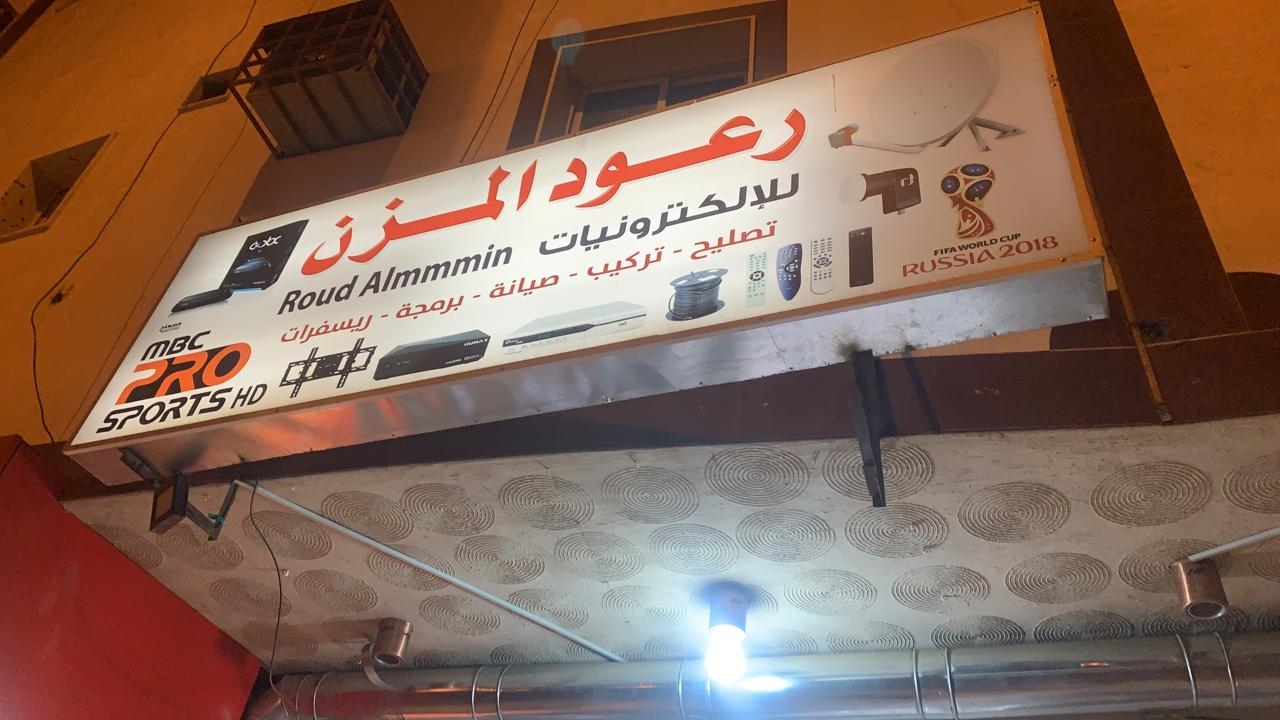 رعود المزن
للإلكترونيات
Roud Almmmin
تصليح - تركيب - صيانة - برمجة - ريسفرات
FIFA WORLD CUP
RUSSIA 2018
HUMAX
MBC
PRO
SPORTS HD